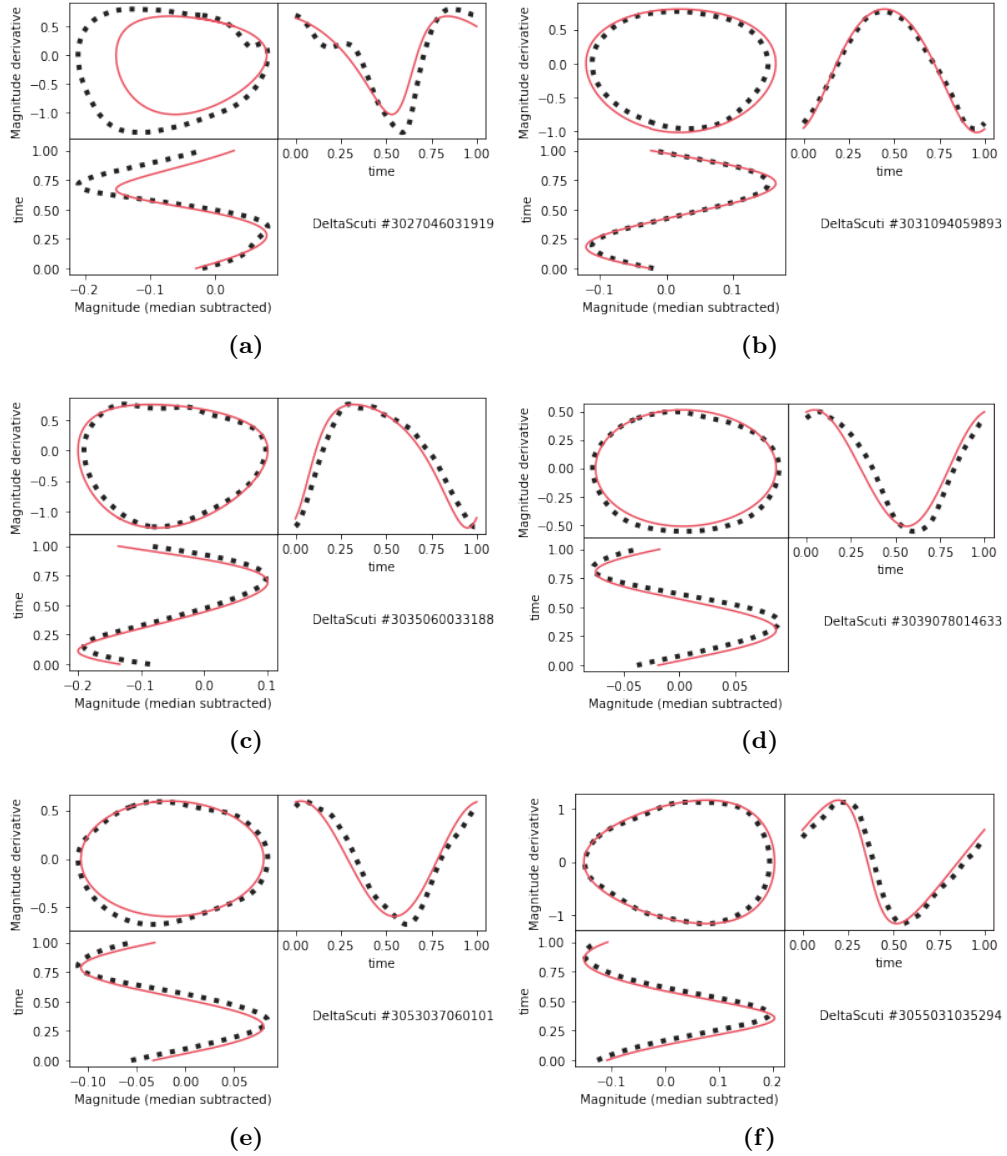 Magnitude derivative
0.5
0.0
−0.5
−1.0
0.00 0.25 0.50 0.75 1.00
time
time
1.00
0.75
0.50
0.25
0.00
−0.2 −0.1 0.0
Magnitude (median subtracted)
DeltaScuti #3027046031919
(a)
Magnitude derivative
0.5
0.0
−0.5
−1.0
0.00 0.25 0.50 0.75 1.00
time
time
1.00
0.75
0.50
0.25
0.00
−0.1 0.0 0.1
Magnitude (median subtracted)
DeltaScuti #3031094059893
(b)
Magnitude derivative
0.5
0.0
−0.5
−1.0
0.00 0.25 0.50 0.75 1.00
time
time
1.00
0.75
0.50
0.25
0.00
−0.2 −0.1 0.0 0.1
Magnitude (median subtracted)
DeltaScuti #3035060033188
(c)
Magnitude derivative
0.50
0.25
0.00
−0.25
−0.50
0.00 0.25 0.50 0.75 1.00
time
time
1.00
0.75
0.50
0.25
0.00
−0.05 0.00 0.05
Magnitude (median subtracted)
DeltaScuti #3039078014633
(d)
Magnitude derivative
0.5
0.0
−0.5
0.00 0.25 0.50 0.75 1.00
time
time
1.00
0.75
0.50
0.25
0.00
−0.10 −0.05 0.00 0.05
Magnitude (median subtracted)
DeltaScuti #3053037060101
(e)
Magnitude derivative
1
0
−1
0.00 0.25 0.50 0.75 1.00
time
time
1.00
0.75
0.50
0.25
0.00
−0.1 0.0 0.1 0.2
Magnitude (median subtracted)
DeltaScuti #3055031035294
(f)